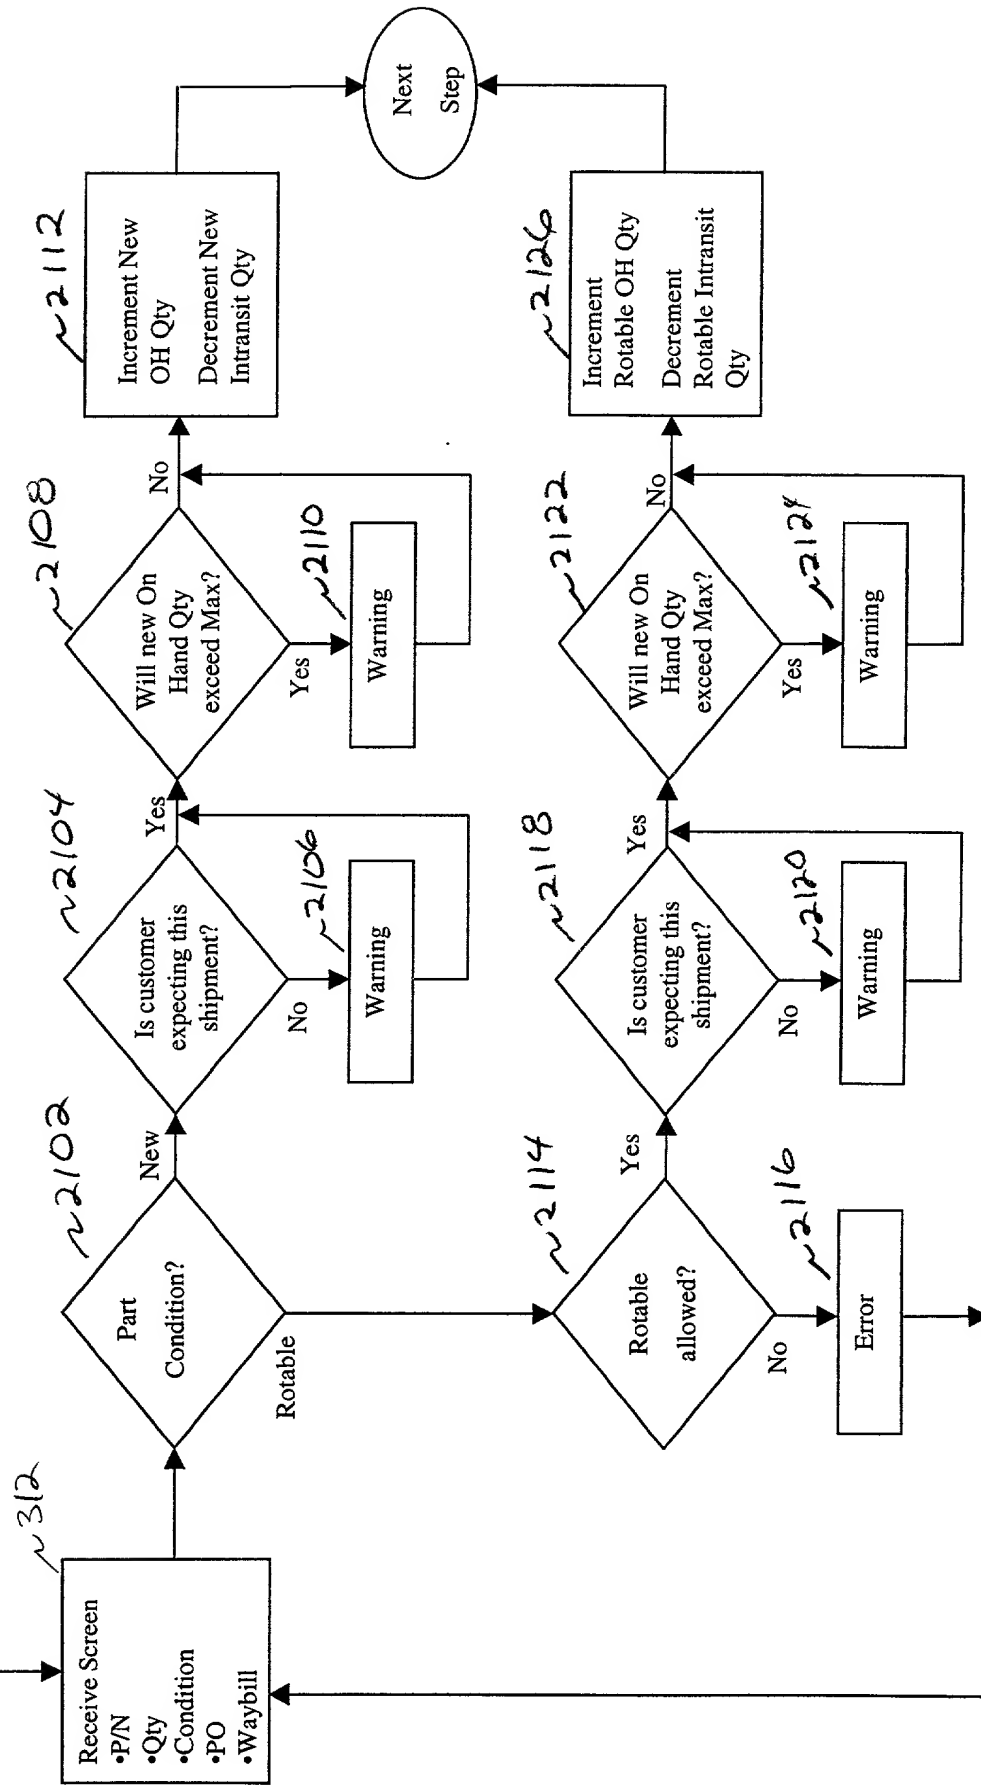 ~312
Receive Screen
•P/N
•Qty
•Condition
•PO
•Waybill
~2102
Part
Condition?
New
Rotable
~2104
Is customer
expecting this
shipment?
Yes
No
~2106
Warning
~2108
Will new On
Hand Qty
exceed Max?
No
Yes
~2110
Warning
~2112
Increment New
OH Qty
Decrement New
Intransit Qty
Next
Step
~2114
Rotable
allowed?
Yes
No
~2116
Error
~2118
Is customer
expecting this
shipment?
Yes
No
~2120
Warning
~2122
Will new On
Hand Qty
exceed Max?
No
Yes
~2124
Warning
~2126
Increment
Rotable OH Qty
Decrement
Rotable Intransit
Qty